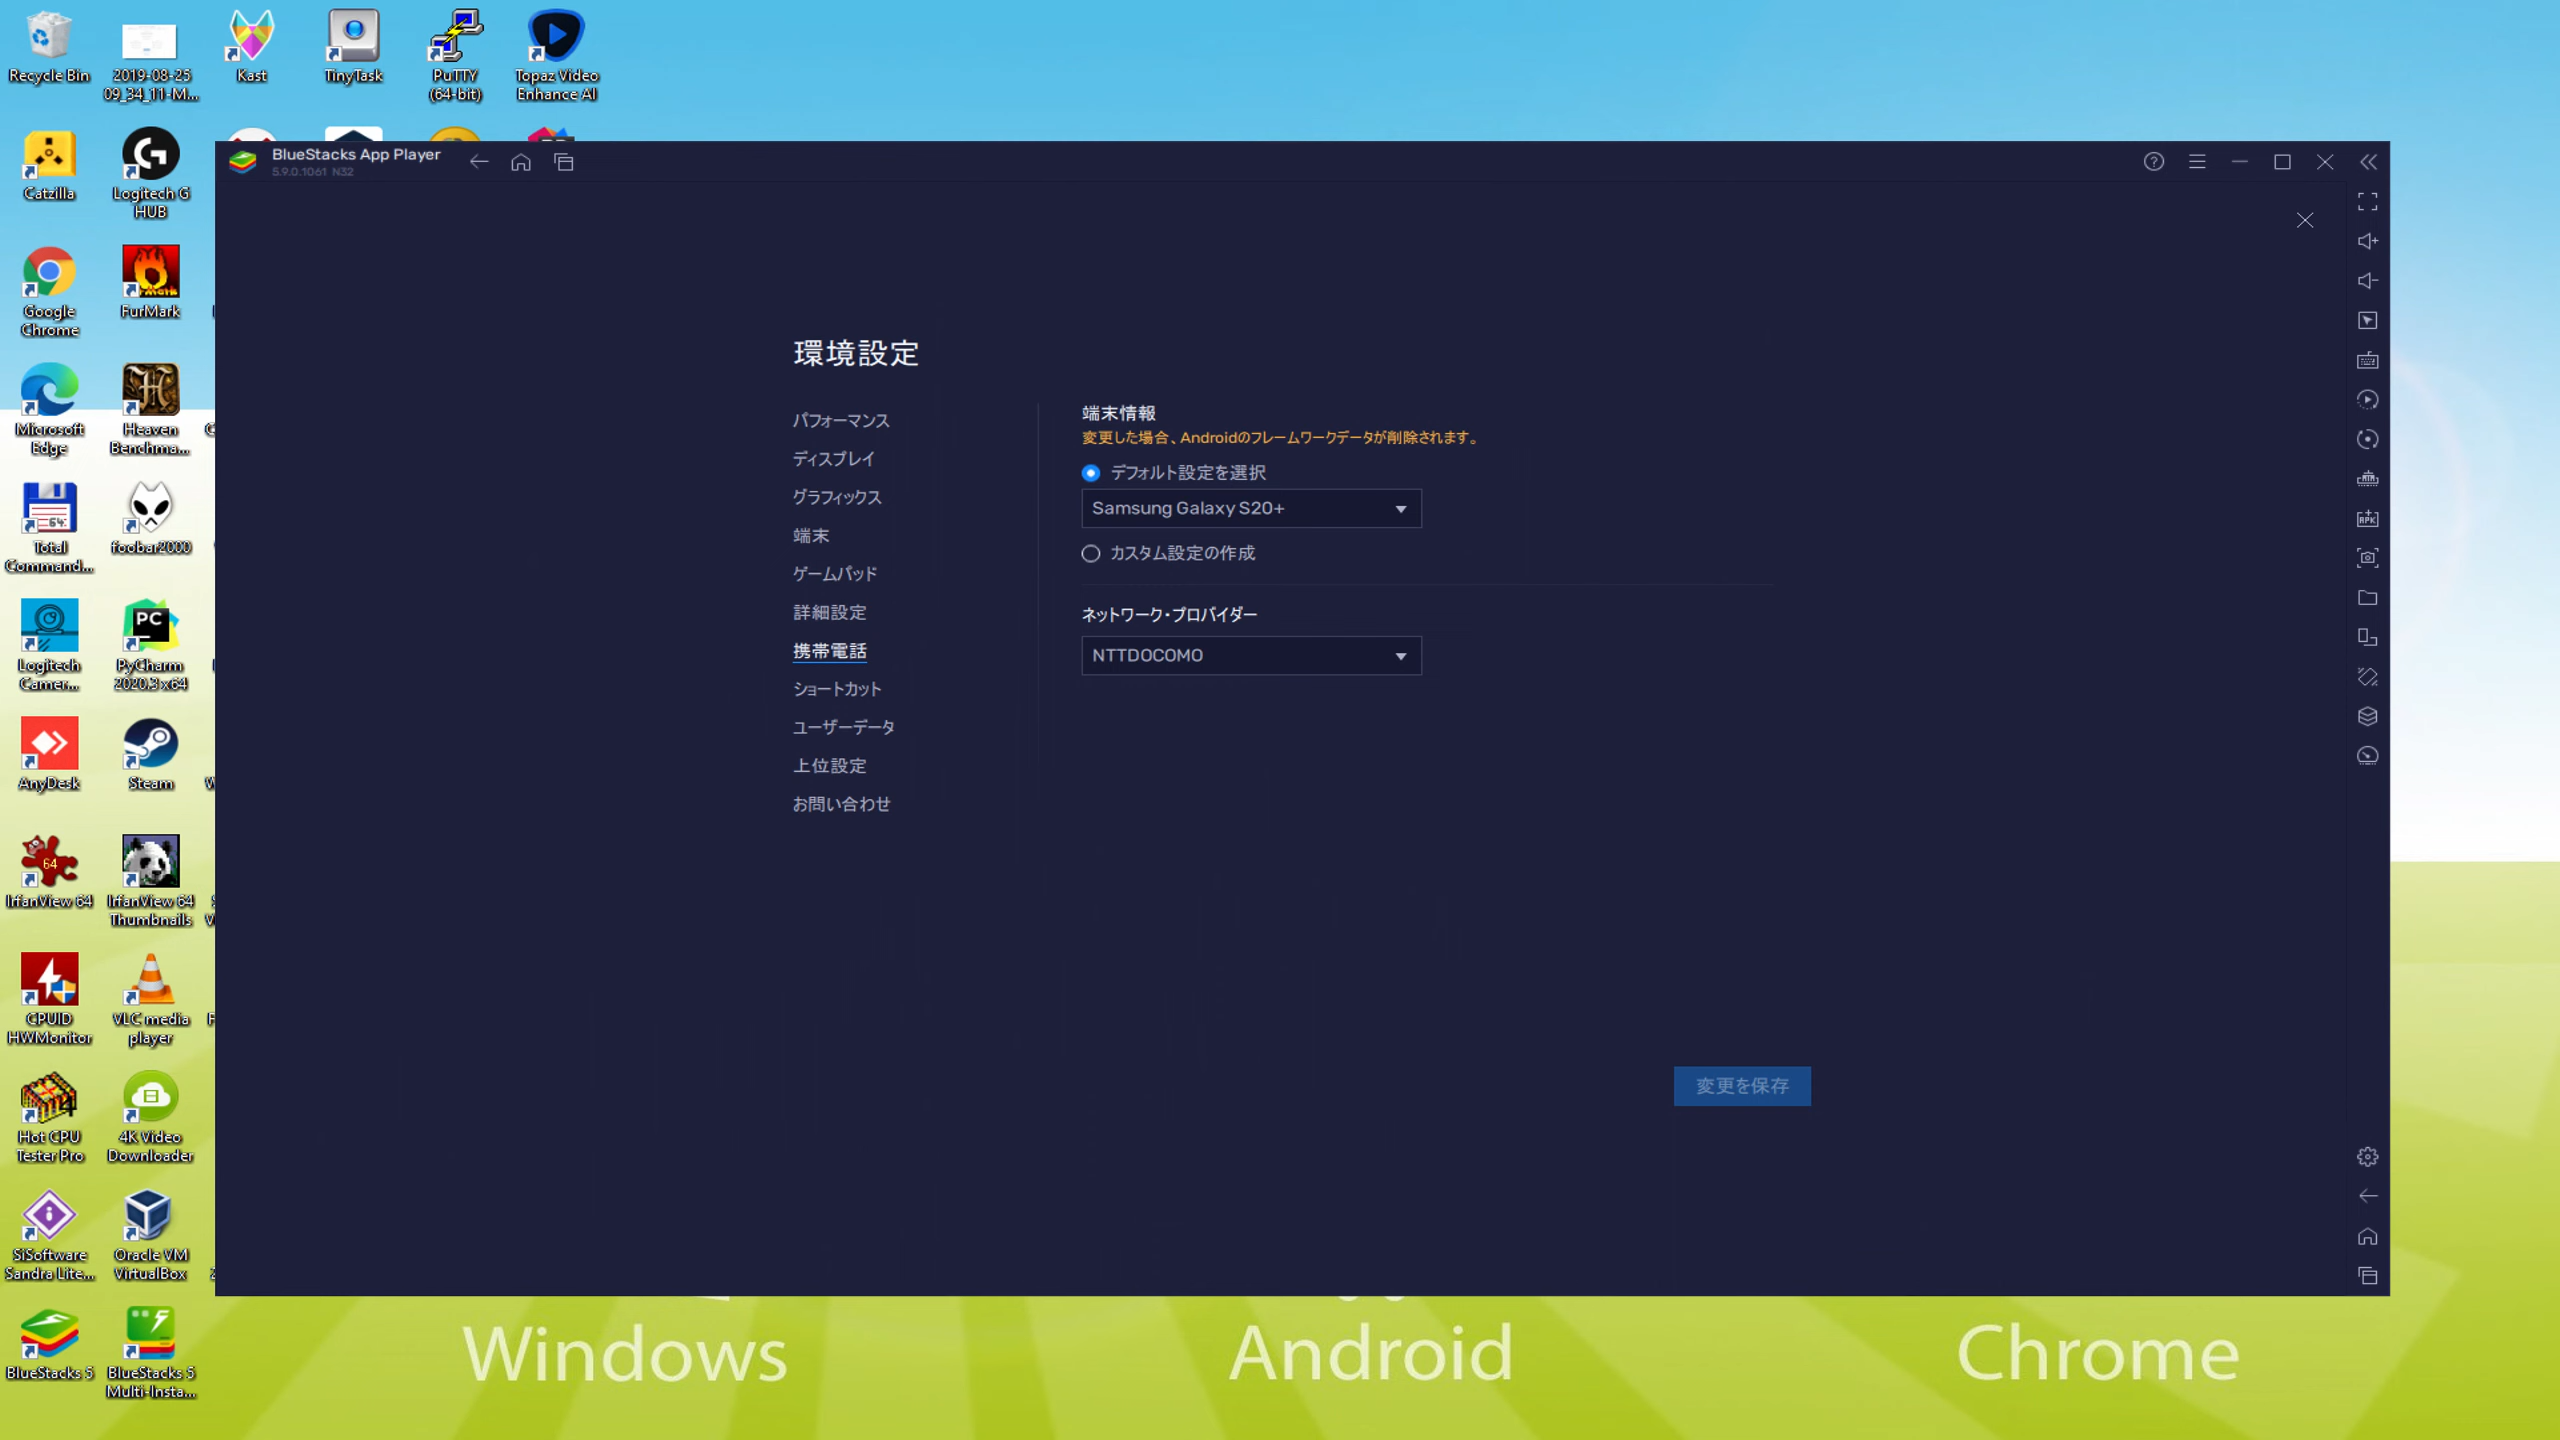 Recycle Bin
2019-08-25
09_34_11-M...
Kast
TinyTask
PuTTY
(64-bit)
Topaz Video
Enhance AI
Catzilla
Logitech G
HUB
BlueStacks App Player
5.9.0.1061 N32
Google
Chrome
FurMark
環境設定
Microsoft
Edge
Heaven
Benchma...
パフォーマンス
ディスプレイ
グラフィックス
端末
ゲームパッド
詳細設定
携帯電話
ショートカット
ユーザーデータ
上位設定
お問い合わせ
端末情報
変更した場合、Androidのフレームワークデータが削除されます。
デフォルト設定を選択
Samsung Galaxy S20+
カスタム設定の作成
ネットワーク・プロバイダー
NTTDOCOMO
変更を保存
APK
64
Total
Command...
foobar2000
PC
Logitech
Camer...
PyCharm
2020.3 x64
AnyDesk
Steam
64
IrfanView 64
IrfanView 64
Thumbnails
CPUID
HWMonitor
VLC media
player
4
Hot CPU
Tester Pro
4K Video
Downloader
SiSoftware
Sandra Lite...
Oracle VM
VirtualBox
BlueStacks 5
BlueStacks 5
Multi-Insta...
Windows
Android
Chrome